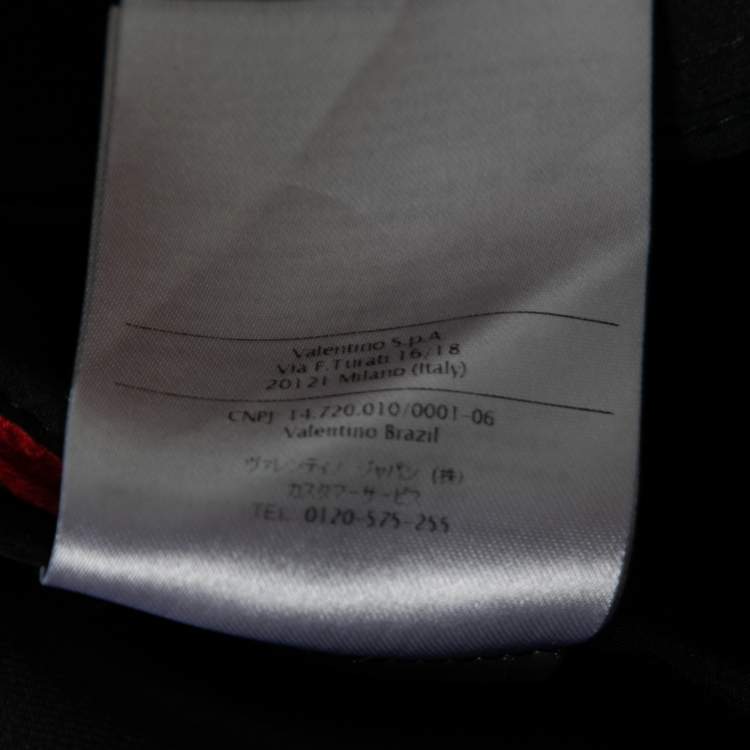 Valentino S.p.A
Via F.Turati 16/18
20121 Milano (Italy)
CNPJ 14.720.010/0001-06
Valentino Brazil
ヴァレンティノ ジャパン (株)
カスタマーサービス
TEL 0120-575-255